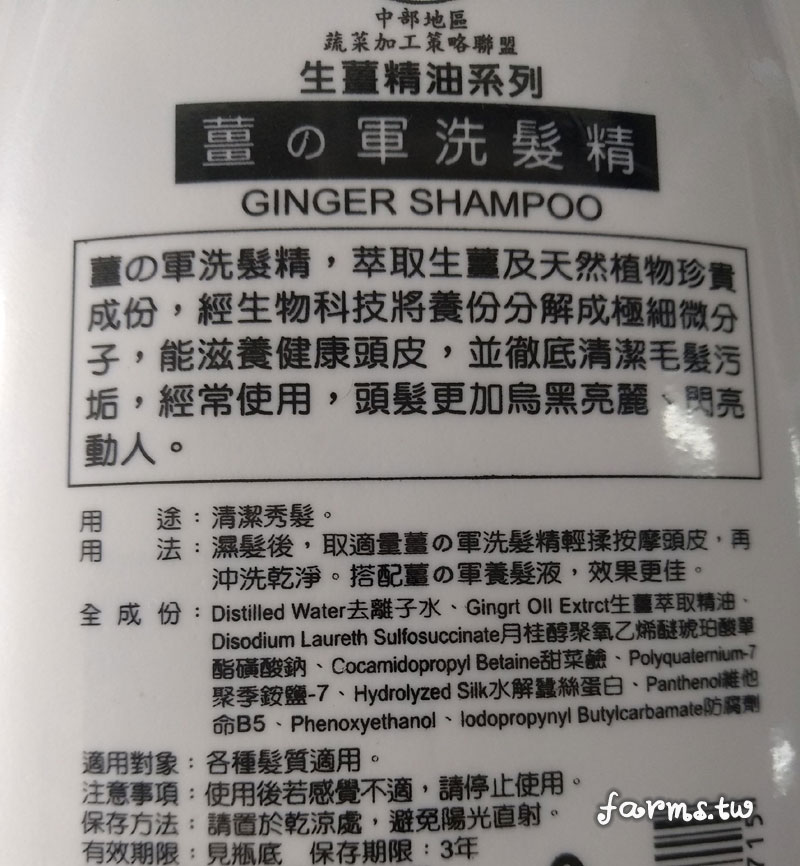 中部地區
蔬菜加工策略聯盟
生薑精油系列
薑の軍洗髮精
GINGER SHAMPOO
薑の軍洗髮精，萃取生薑及天然植物珍貴
成份，經生物科技將養份分解成極細微分
子，能滋養健康頭皮，並徹底清潔毛髮污
垢，經常使用，頭髮更加烏黑亮麗、閃亮
動人。
用　途：清潔秀髮。
用　法：濕髮後，取適量薑の軍洗髮精輕揉按摩頭皮，再
沖洗乾淨。搭配薑の軍養髮液，效果更佳。
全成份：Distilled Water去離子水、Gingrt Oll Extrct生薑萃取精油、
Disodium Laureth Sulfosuccinate月桂醇聚氧乙烯醚琥珀酸單
酯磺酸鈉、Cocamidopropyl Betaine甜菜鹼、Polyquaternium-7
聚季銨鹽-7、Hydrolyzed Silk水解蠶絲蛋白、Panthenol維他
命B5、Phenoxyethanol、Iodopropynyl Butylcarbamate防腐劑
適用對象：各種髮質適用。
注意事項：使用後若感覺不適，請停止使用。
保存方法：請置於乾涼處，避免陽光直射。
有效期限：見瓶底　保存期限：3年
farms.tw
715